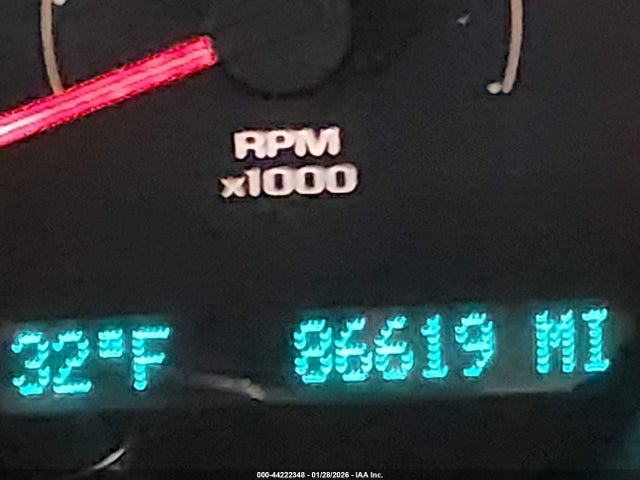 RPM
x1000
32°F 86619 MI
000-44222348 - 01/28/2026 - IAA Inc.